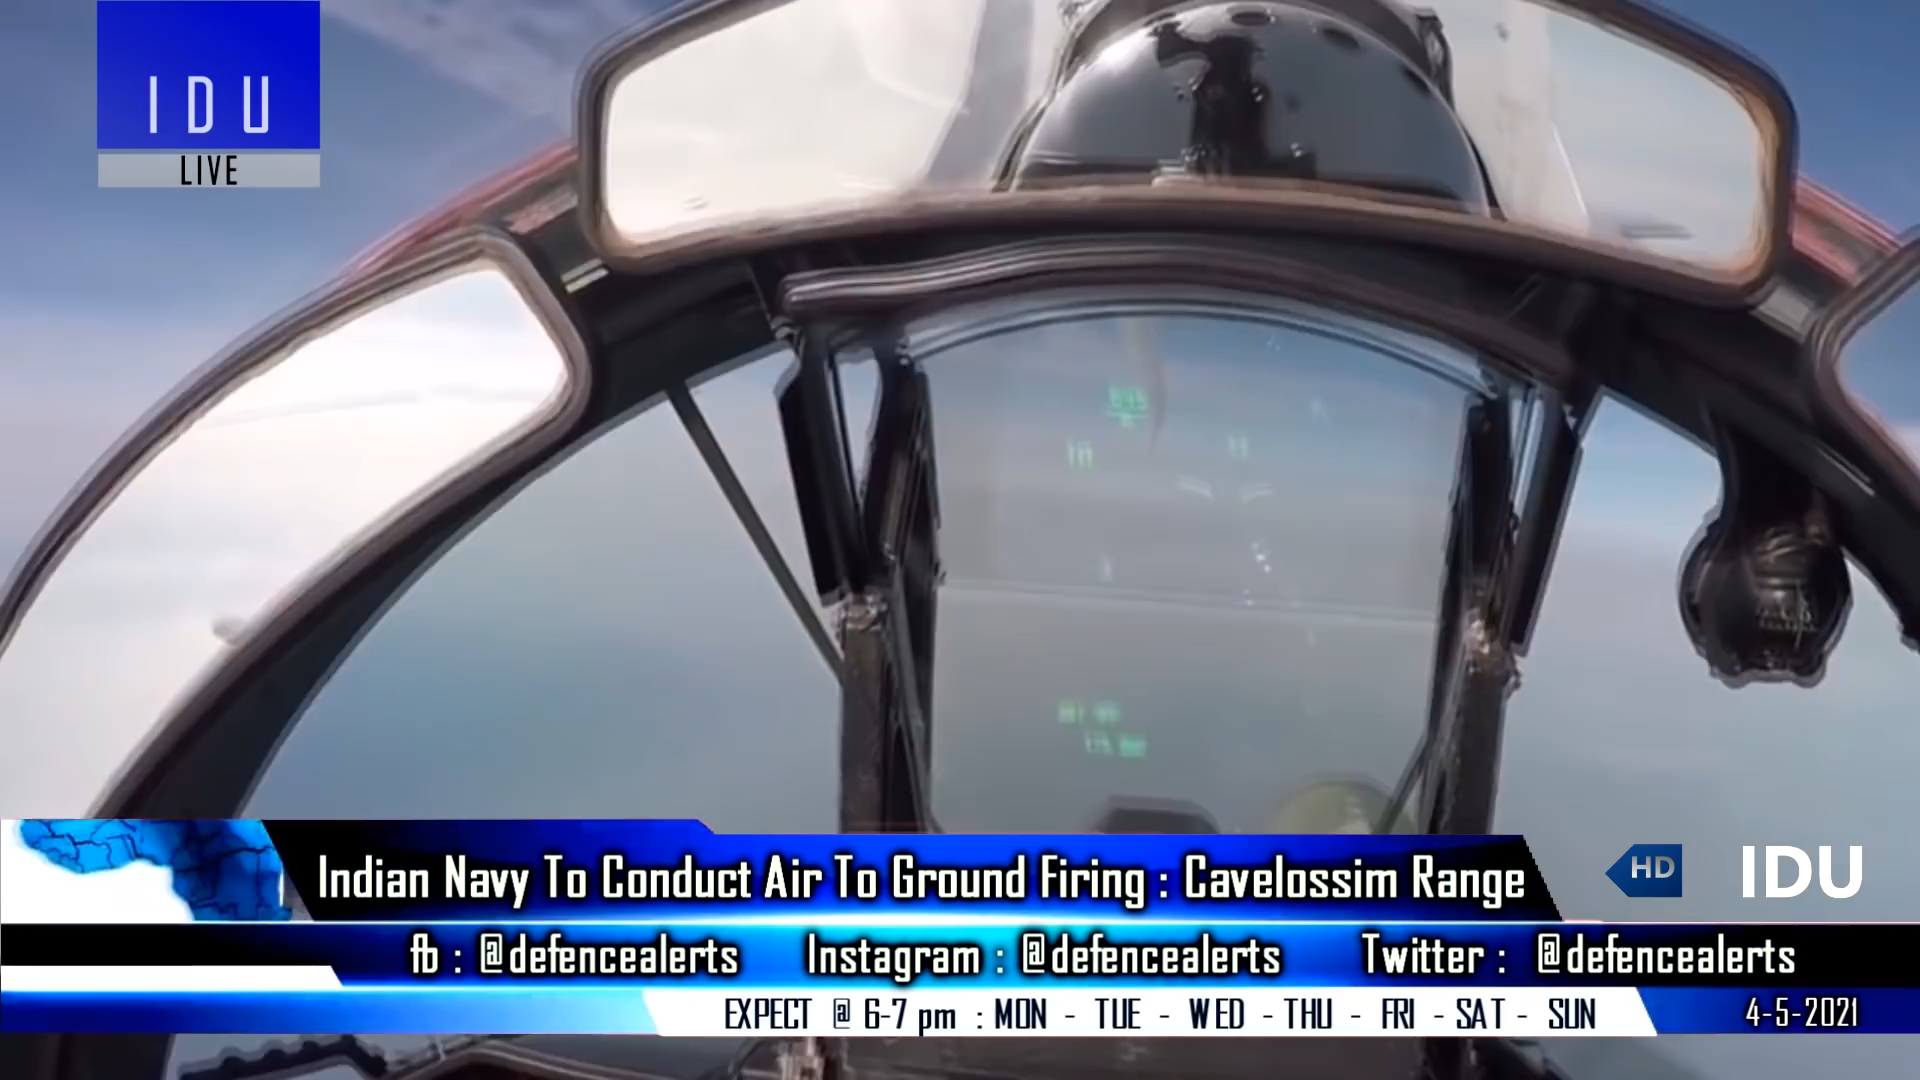 IDU
LIVE
Indian Navy To Conduct Air To Ground Firing : Cavelossim Range
HD
IDU
fb : @defencealerts Instagram : @defencealerts Twitter : @defencealerts
EXPECT @ 6-7 pm : MON - TUE - WED - THU - FRI - SAT - SUN
4-5-2021